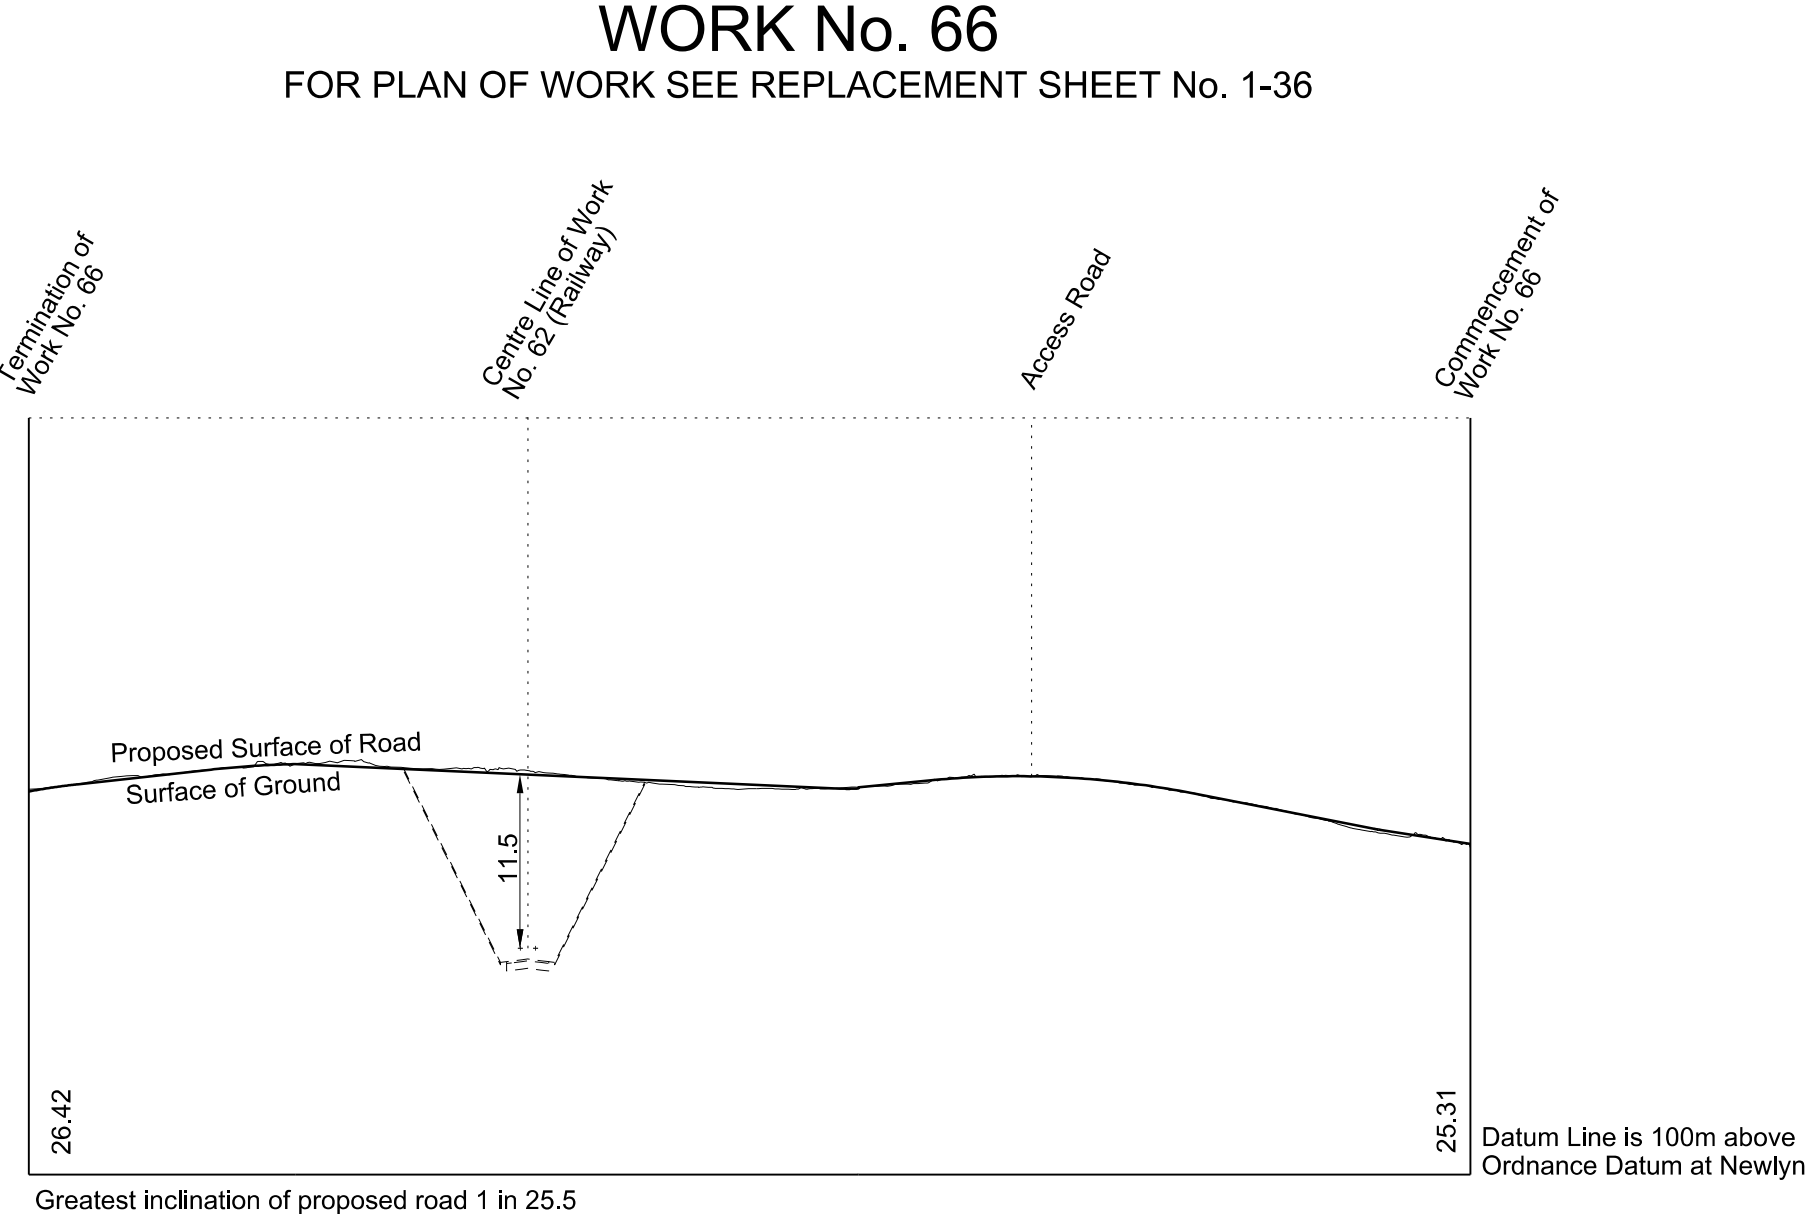 WORK No. 66
FOR PLAN OF WORK SEE REPLACEMENT SHEET No. 1-36
Termination of
Work No. 66
Centre Line of Work
No. 62 (Railway)
Access Road
Commencement of
Work No. 66
Proposed Surface of Road
Surface of Ground
11.5
26.42
25.31
Datum Line is 100m above
Ordnance Datum at Newlyn
Greatest inclination of proposed road 1 in 25.5